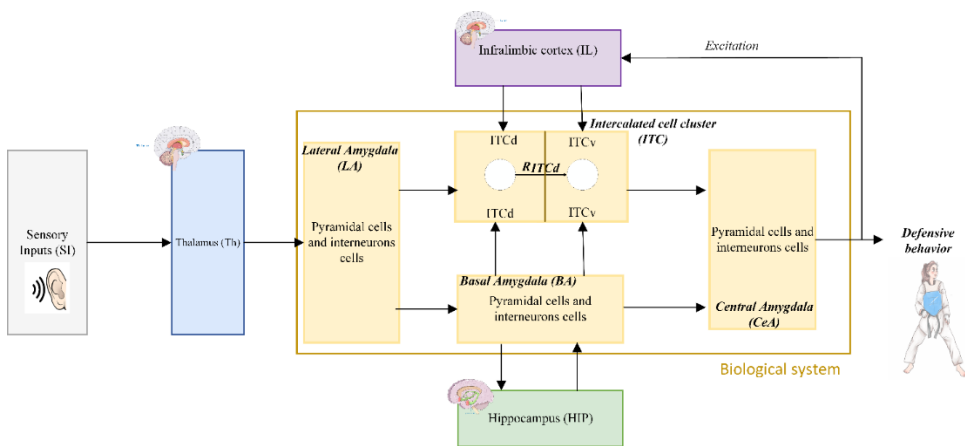 Infralimbic cortex (IL)
Excitation
Intercalated cell cluster
(ITC)
ITCd
ITCv
Lateral Amygdala
(LA)
RITCd
ITCd
ITCv
Sensory
Inputs (SI)
Thalamus (Th)
Pyramidal cells
and interneurons
cells
Pyramidal cells and
interneurons cells
Defensive
behavior
Basal Amygdala (BA)
Pyramidal cells and
interneurons cells
Central Amygdala
(CeA)
Biological system
Hippocampus (HIP)